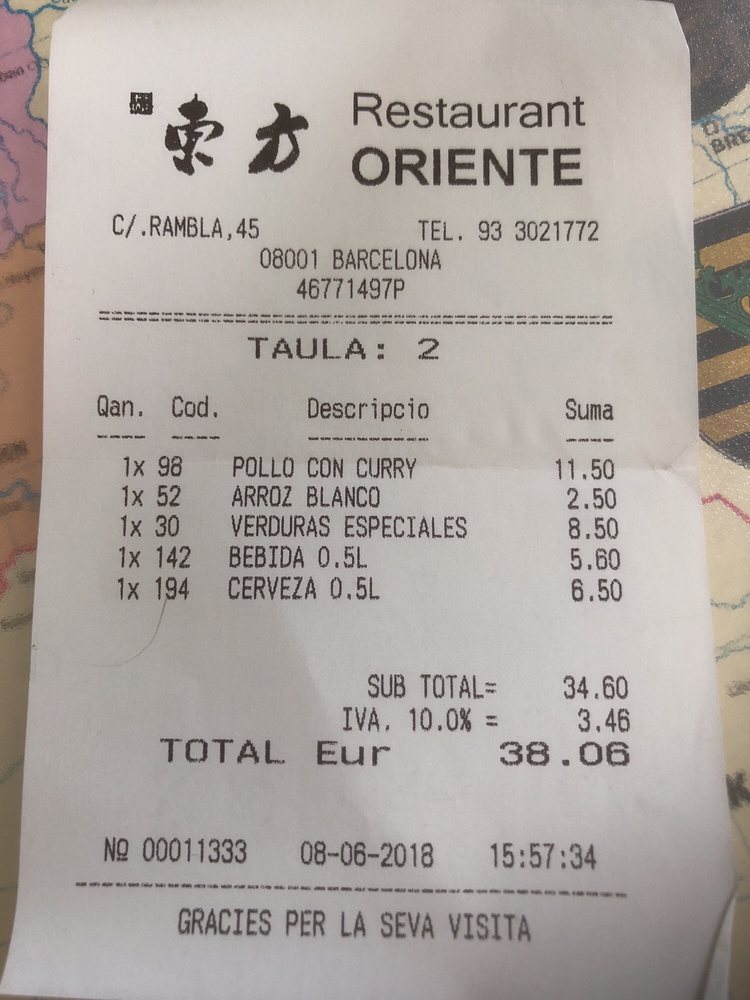 東方 Restaurant
ORIENTE
C/.RAMBLA,45 TEL. 93 3021772
08001 BARCELONA
46771497P
TAULA: 2
Qan. Cod. Descripcio Suma
1x 98 POLLO CON CURRY 11.50
1x 52 ARROZ BLANCO 2.50
1x 30 VERDURAS ESPECIALES 8.50
1x 142 BEBIDA 0.5L 5.60
1x 194 CERVEZA 0.5L 6.50
SUB TOTAL= 34.60
IVA. 10.0% = 3.46
TOTAL Eur 38.06
Nº 00011333 08-06-2018 15:57:34
GRACIES PER LA SEVA VISITA
BRE